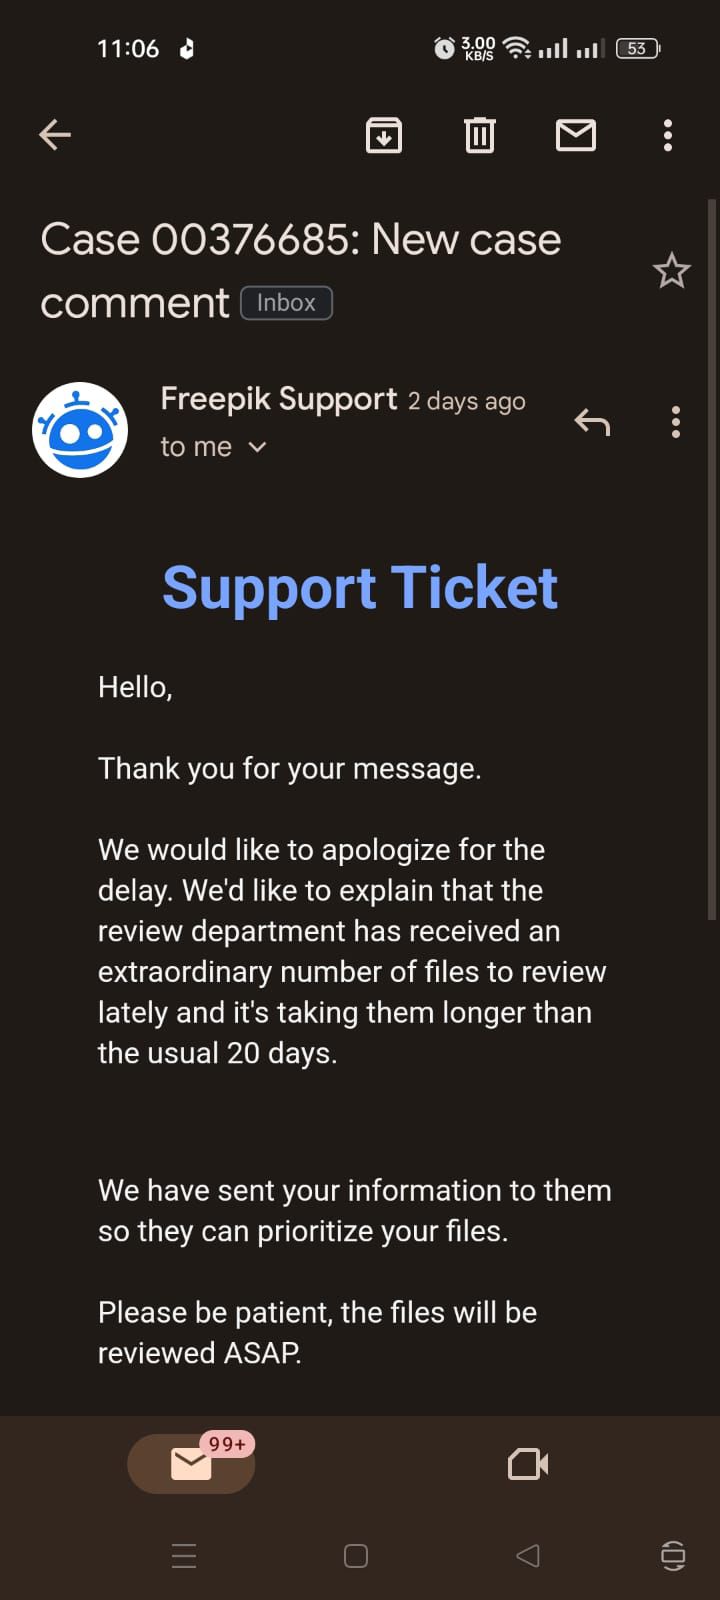 11:06
3.00
KB/S
53
Case 00376685: New case
comment Inbox
Freepik Support 2 days ago
to me
Support Ticket
Hello,
Thank you for your message.
We would like to apologize for the
delay. We'd like to explain that the
review department has received an
extraordinary number of files to review
lately and it's taking them longer than
the usual 20 days.
We have sent your information to them
so they can prioritize your files.
Please be patient, the files will be
reviewed ASAP.
99+